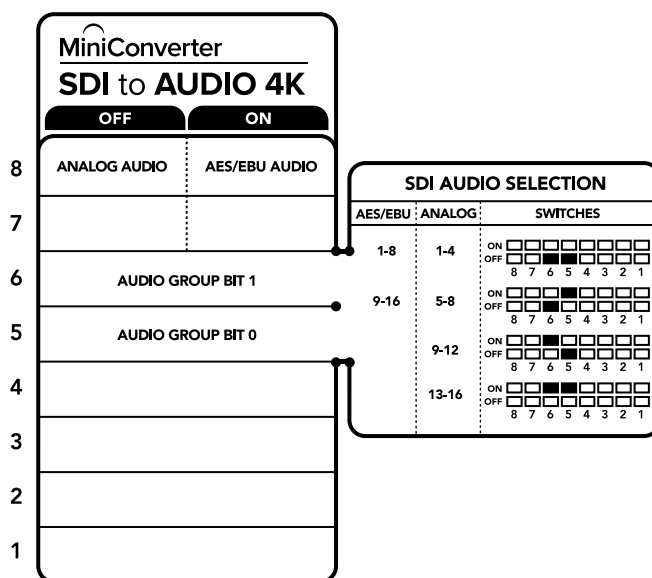 MiniConverter
SDI to AUDIO 4K
OFF ON
8 ANALOG AUDIO AES/EBU AUDIO
7
6 AUDIO GROUP BIT 1
5 AUDIO GROUP BIT 0
4
3
2
1
SDI AUDIO SELECTION
AES/EBU ANALOG SWITCHES
1-8 1-4 ON
OFF
8 7 6 5 4 3 2 1
9-16 5-8 ON
OFF
8 7 6 5 4 3 2 1
9-12 ON
OFF
8 7 6 5 4 3 2 1
13-16 ON
OFF
8 7 6 5 4 3 2 1